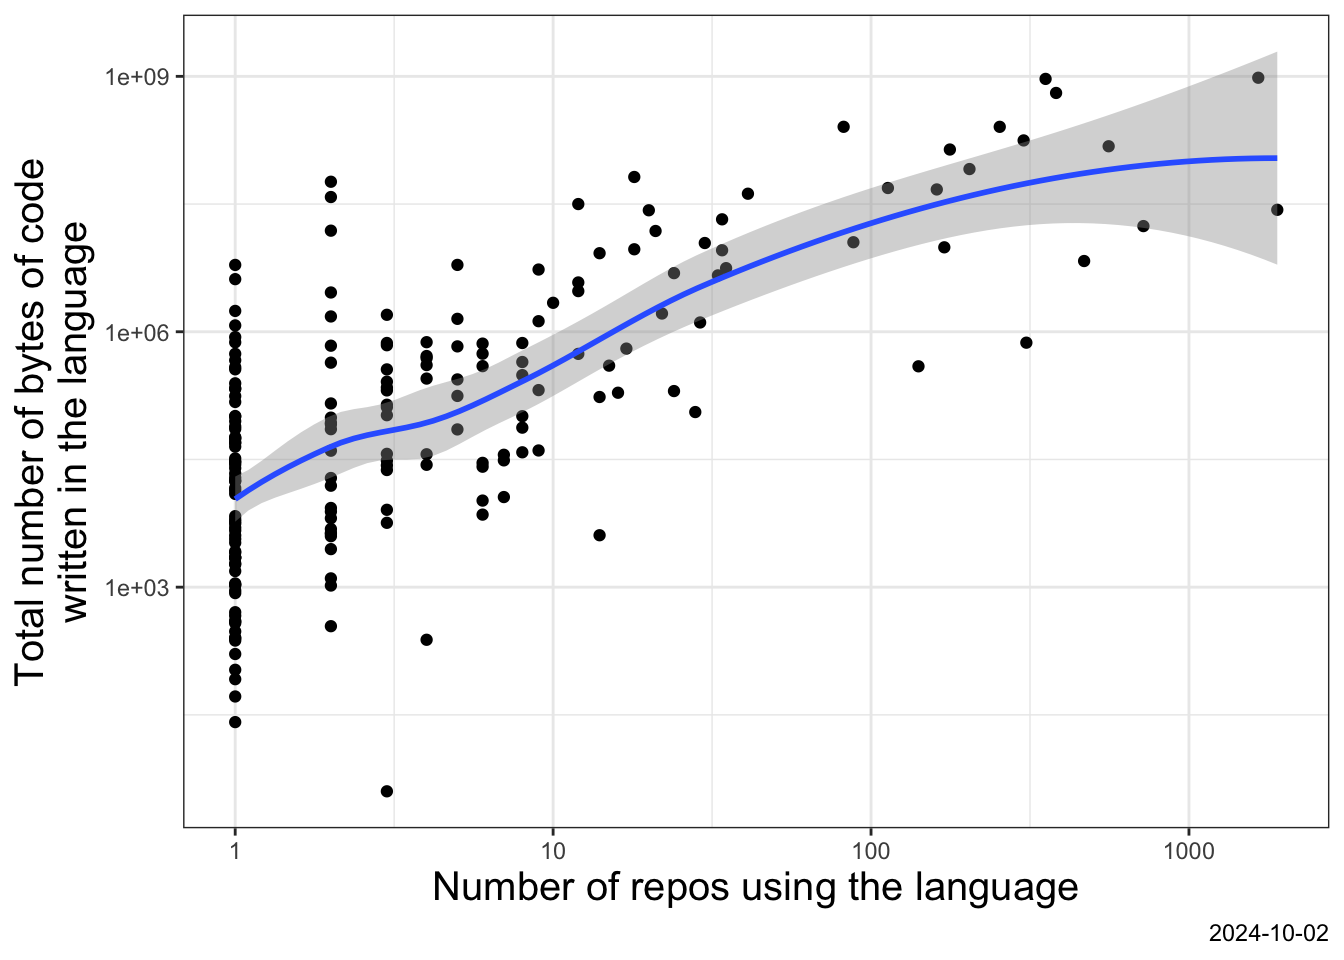 Total number of bytes of code
written in the language
1e+09
1e+06
1e+03
1
10
100
1000
Number of repos using the language
2024-10-02